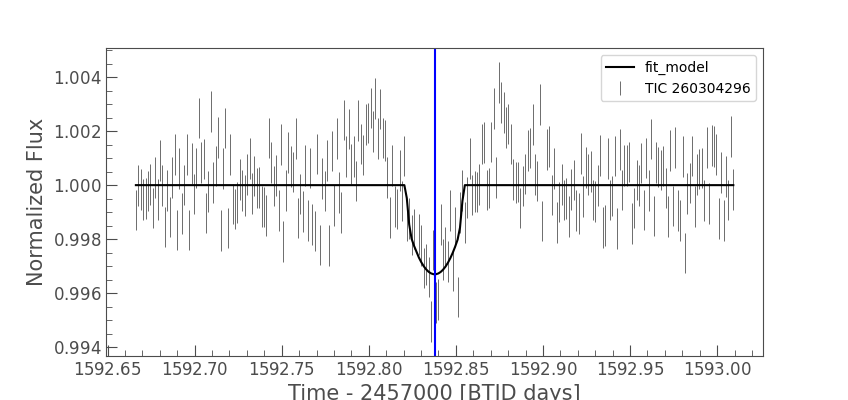 fit_model
TIC 260304296
Normalized Flux
1.004
1.002
1.000
0.998
0.996
0.994
1592.65 1592.70 1592.75 1592.80 1592.85 1592.90 1592.95 1593.00
Time - 2457000 [BTJD days]